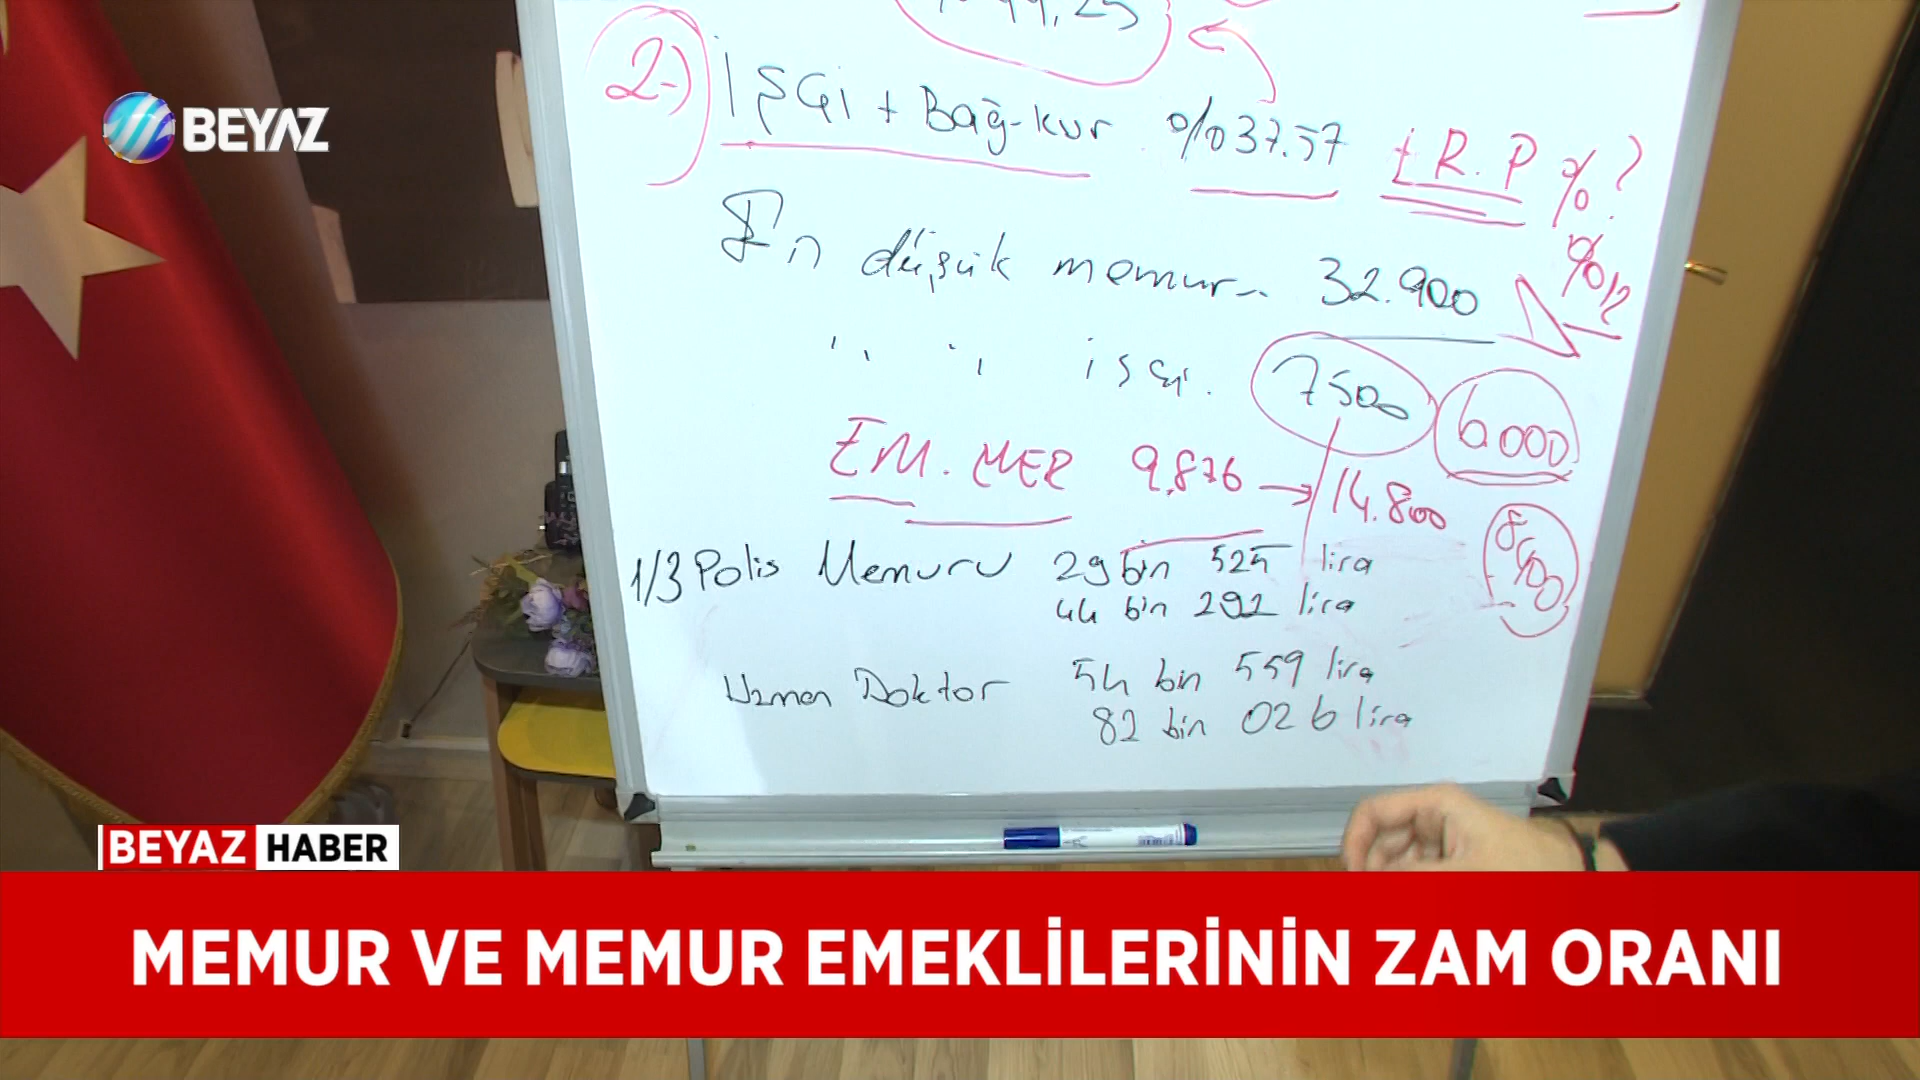 BEYAZ
2-) İŞÇİ + Bağ-kur %37.57 + R.P %?
En düşük memur 32.900 %12
" " işçi. 7500 6.000
EM. MER 9.876 → 14.800
8400
1/3 Polis Memuru 29 bin 525 lira
44 bin 292 lira
Uzman Doktor 54 bin 559 lira
82 bin 026 lira
BEYAZ HABER
MEMUR VE MEMUR EMEKLİLERİNİN ZAM ORANI